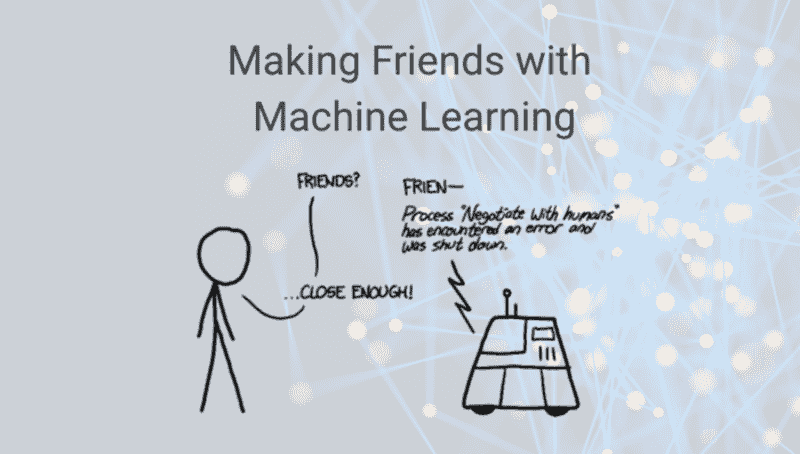 Making Friends with
Machine Learning
FRIENDS?
FRIEN—
Process "Negotiate with humans"
has encountered an error and
was shut down.
...CLOSE ENOUGH!